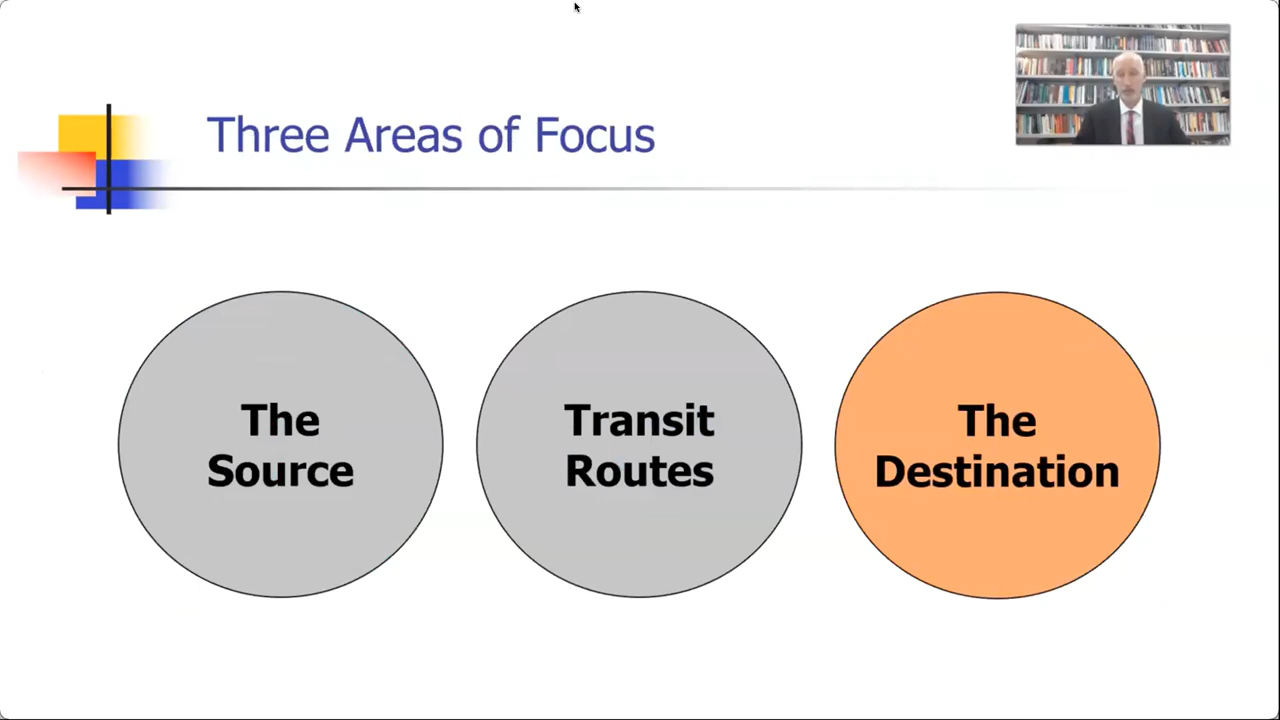 Three Areas of Focus
The
Source
Transit
Routes
The
Destination